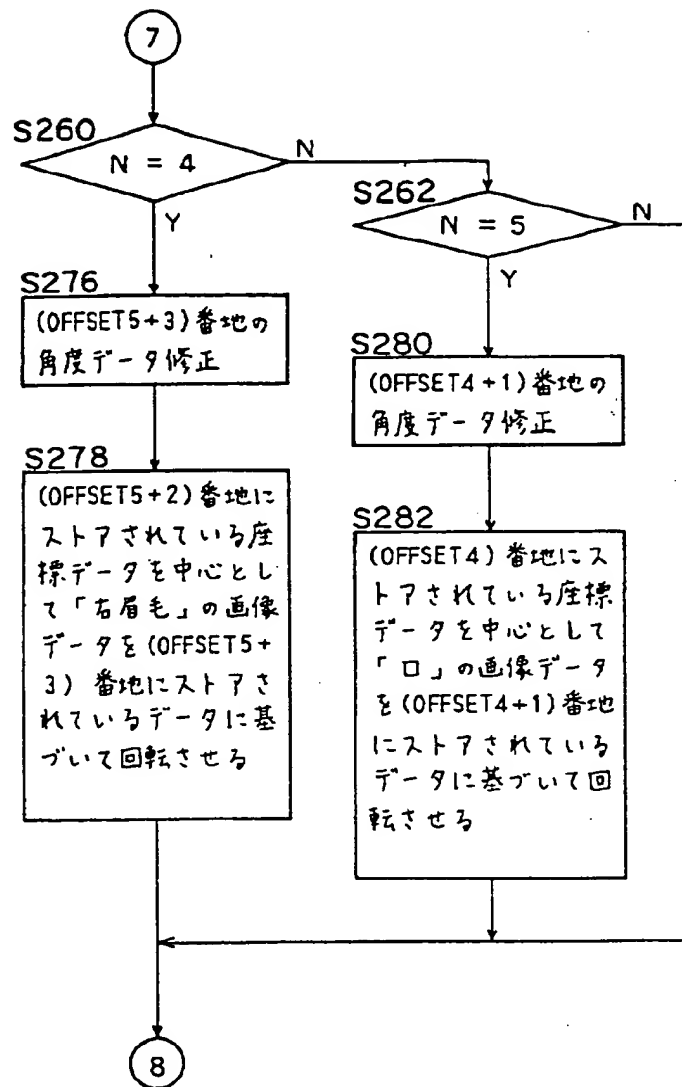 7
S260
N = 4
N
Y
S262
N = 5
N
Y
S276
(OFFSET5+3)番地の
角度データ修正
S280
(OFFSET4+1)番地の
角度データ修正
S278
(OFFSET5+2)番地に
ストアされている座
標データを中心とし
て「右眉毛」の画像
データを(OFFSET5+
3)番地にストアさ
れているデータに基
づいて回転させる
S282
(OFFSET4)番地にス
トアされている座標
データを中心として
「口」の画像データ
を(OFFSET4+1)番地
にストアされている
データに基づいて回
転させる
8